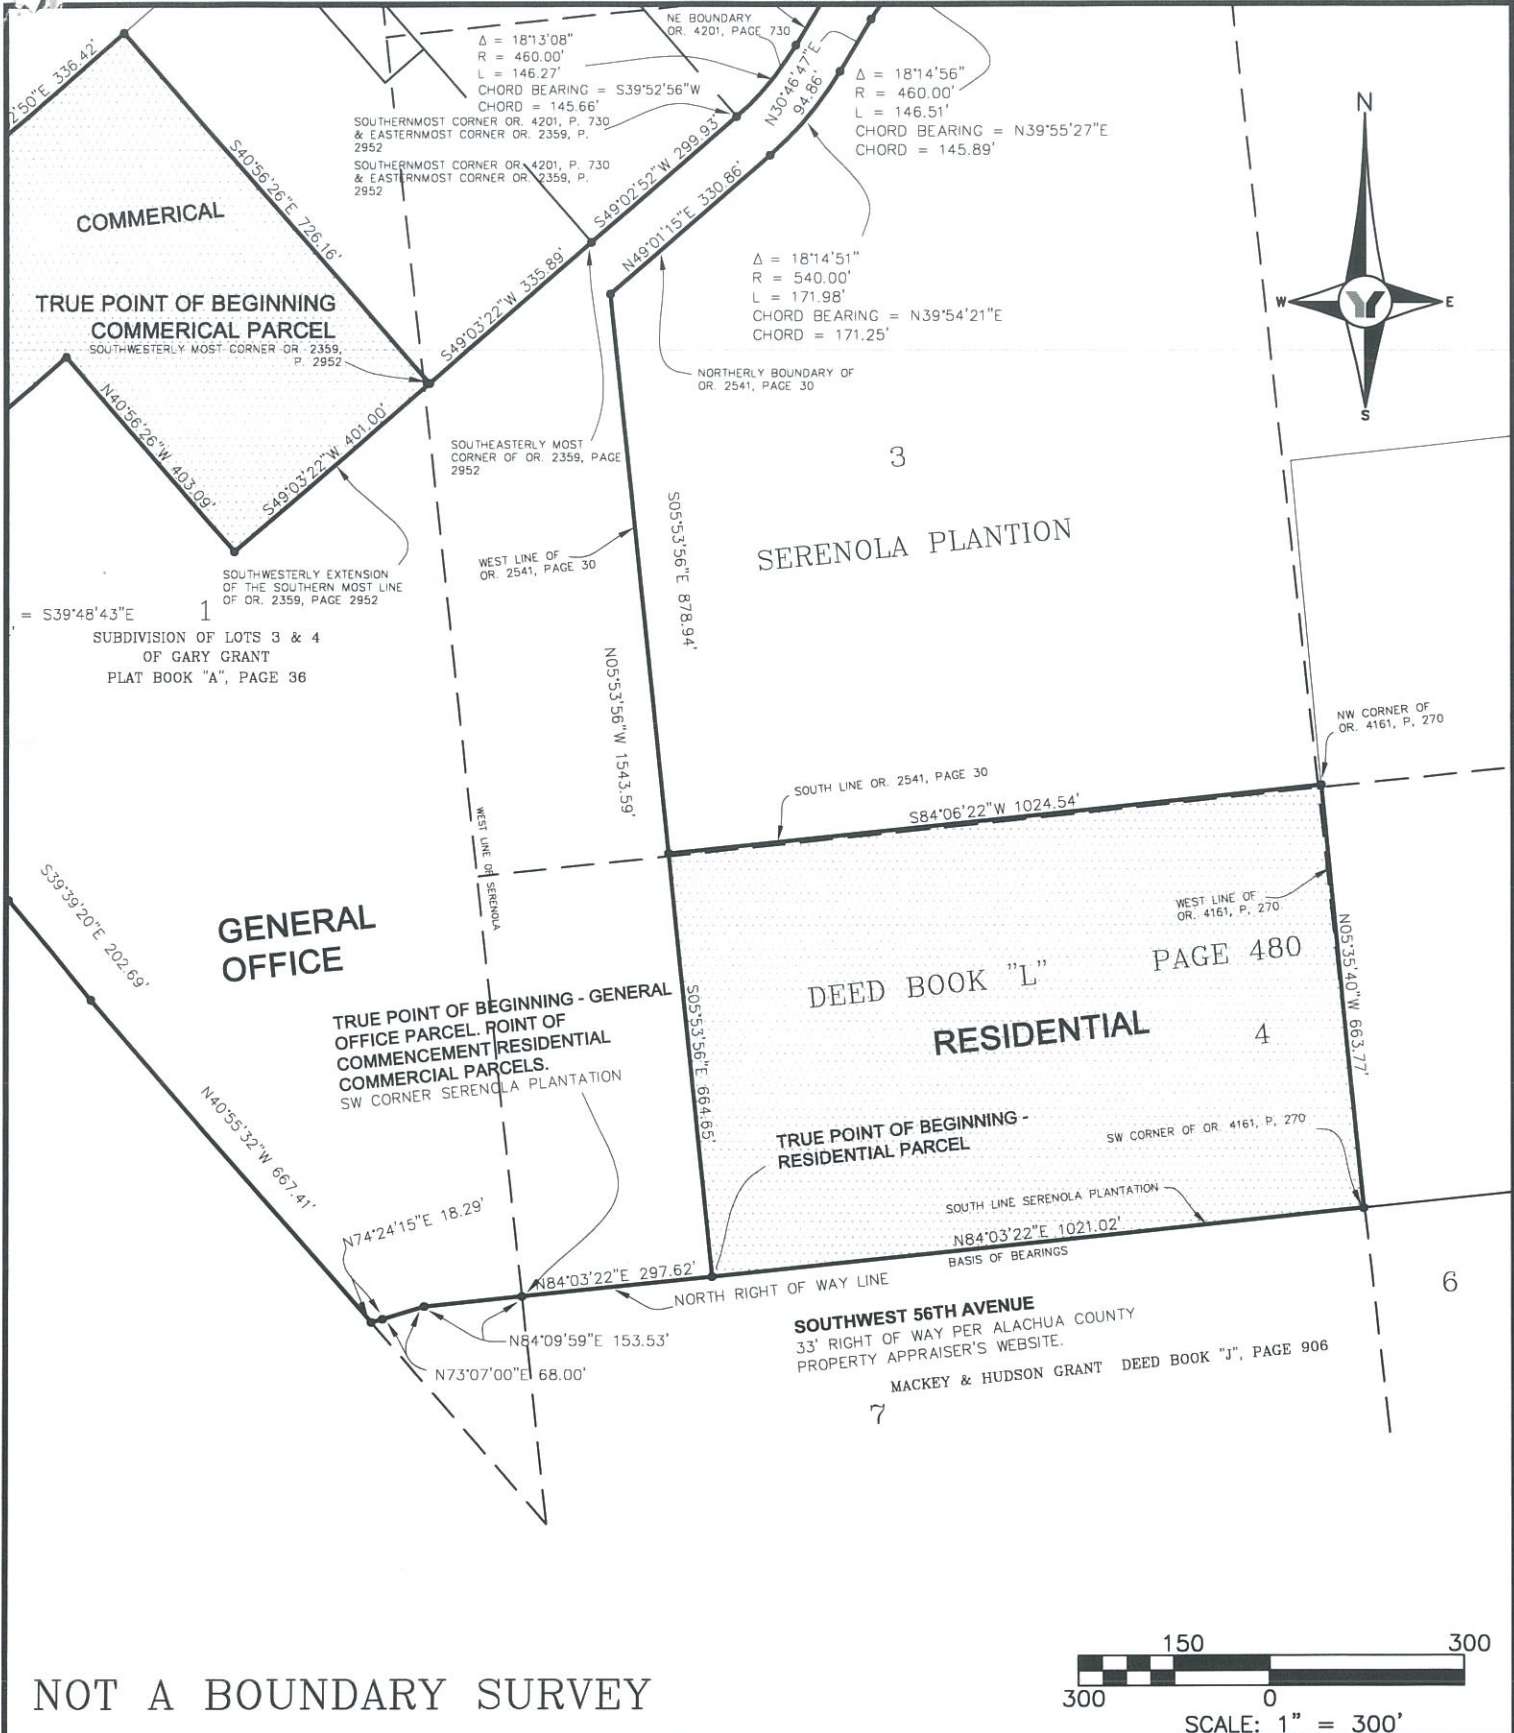 2'50"E 336.42'
S40°56'26"E 726.16'
COMMERICAL
TRUE POINT OF BEGINNING
COMMERICAL PARCEL
SOUTHWESTERLY MOST CORNER OR. 2359,
P. 2952
Δ = 18°13'08"
R = 460.00'
L = 146.27'
CHORD BEARING = S39°52'56"W
CHORD = 145.66'
SOUTHERNMOST CORNER OR. 4201, P. 730
& EASTERNMOST CORNER OR. 2359, P.
2952
SOUTHERNMOST CORNER OR. 4201, P. 730
& EASTERNMOST CORNER OR. 2359, P.
2952
NE BOUNDARY
OR. 4201, PAGE 730
N30°46'47"E
94.86'
Δ = 18°14'56"
R = 460.00'
L = 146.51'
CHORD BEARING = N39°55'27"E
CHORD = 145.89'
N
W
E
S
S49°02'52"W 299.93'
N49°01'15"E 330.86'
S49°03'22"W 335.89'
Δ = 18°14'51"
R = 540.00'
L = 171.98'
CHORD BEARING = N39°54'21"E
CHORD = 171.25'
NORTHERLY BOUNDARY OF
OR. 2541, PAGE 30
N40°56'26"W 403.09'
S49°03'22"W 401.00'
SOUTHEASTERLY MOST
CORNER OF OR. 2359, PAGE
2952
3
SERENOLA PLANTION
S05°53'56"E 878.94'
WEST LINE OF
OR. 2541, PAGE 30
SOUTHWESTERLY EXTENSION
OF THE SOUTHERN MOST LINE
OF OR. 2359, PAGE 2952
= S39°48'43"E
1
SUBDIVISION OF LOTS 3 & 4
OF GARY GRANT
PLAT BOOK "A", PAGE 36
N05°53'56"W 1543.59'
NW CORNER OF
OR. 4161, P. 270
SOUTH LINE OR. 2541, PAGE 30
S84°06'22"W 1024.54'
WEST LINE OF SERENOLA
S39°39'20"E 202.69'
GENERAL
OFFICE
WEST LINE OF
OR. 4161, P. 270
N05°35'40"W 663.77'
DEED BOOK "L" PAGE 480
RESIDENTIAL
4
TRUE POINT OF BEGINNING - GENERAL
OFFICE PARCEL. POINT OF
COMMENCEMENT RESIDENTIAL
COMMERCIAL PARCELS.
SW CORNER SERENOLA PLANTATION
S05°53'56"E 664.65'
N40°55'32"W 667.41'
TRUE POINT OF BEGINNING -
RESIDENTIAL PARCEL
SW CORNER OF OR. 4161, P. 270
SOUTH LINE SERENOLA PLANTATION
N84°03'22"E 1021.02'
BASIS OF BEARINGS
N74°24'15"E 18.29'
N84°03'22"E 297.62'
NORTH RIGHT OF WAY LINE
N84°09'59"E 153.53'
N73°07'00"E 68.00'
SOUTHWEST 56TH AVENUE
33' RIGHT OF WAY PER ALACHUA COUNTY
PROPERTY APPRAISER'S WEBSITE.
MACKEY & HUDSON GRANT DEED BOOK "J", PAGE 906
6
7
NOT A BOUNDARY SURVEY
150 300
300 0
SCALE: 1" = 300'